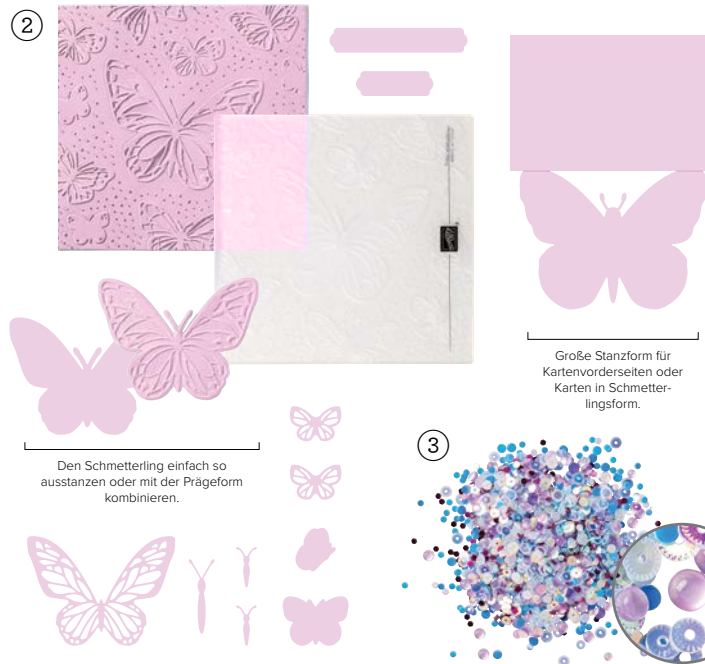 2
Große Stanzform für
Kartenvorderseiten oder
Karten in Schmetter-
lingsform.
3
Den Schmetterling einfach so
ausstanzen oder mit der Prägeform
kombinieren.